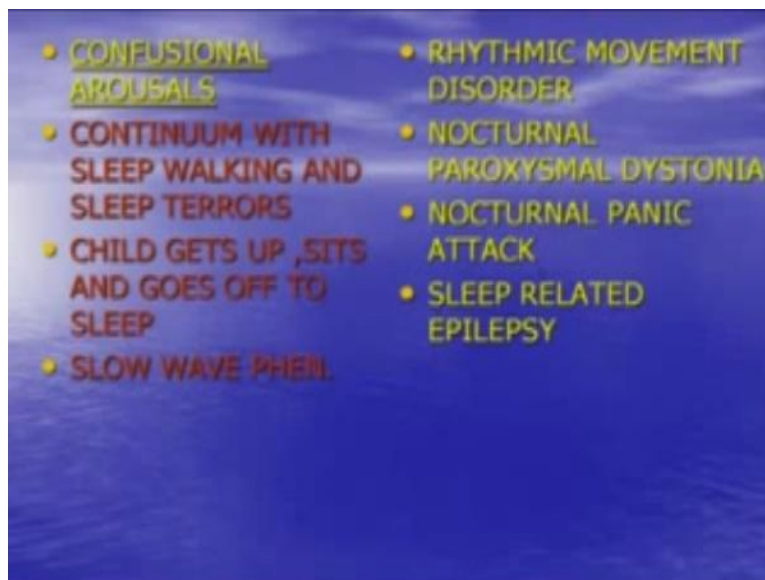 CONFUSIONAL
AROUSALS
CONTINUUM WITH
SLEEP WALKING AND
SLEEP TERRORS
CHILD GETS UP ,SITS
AND GOES OFF TO
SLEEP
SLOW WAVE PHEN.
RHYTHMIC MOVEMENT
DISORDER
NOCTURNAL
PAROXYSMAL DYSTONIA
NOCTURNAL PANIC
ATTACK
SLEEP RELATED
EPILEPSY